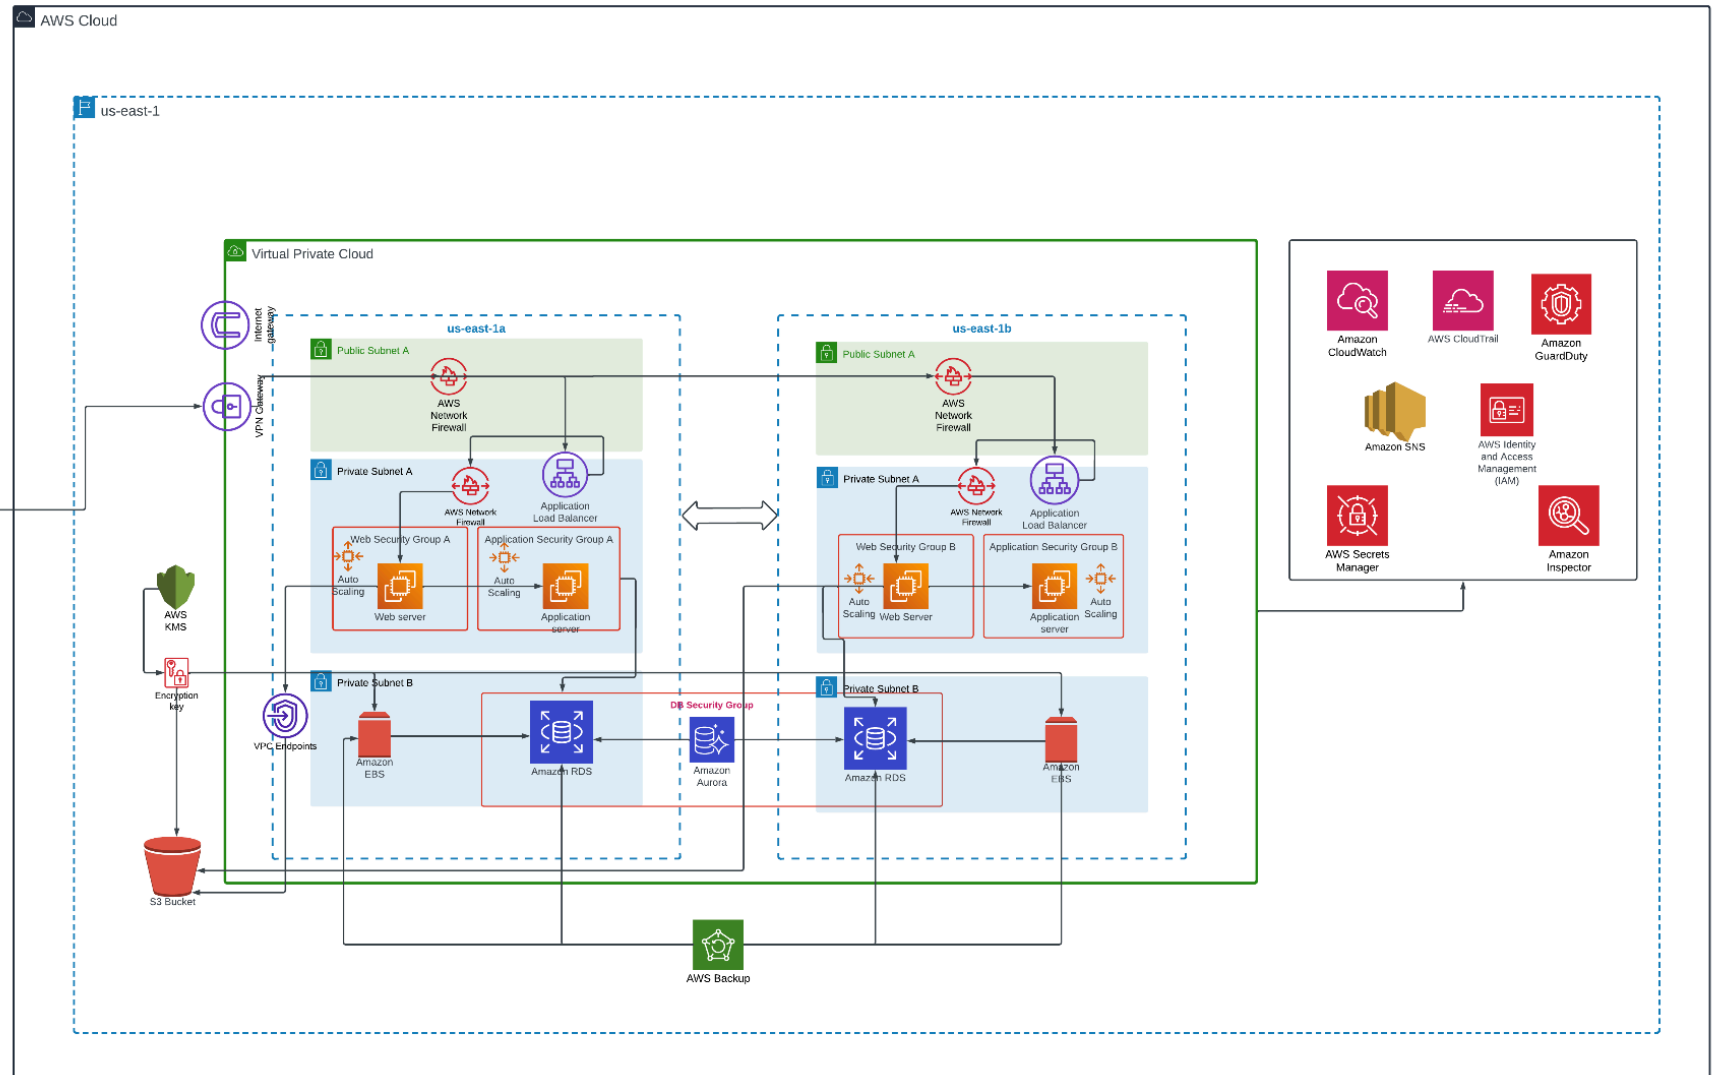 AWS Cloud
us-east-1
Virtual Private Cloud
Internet
gateway
VPN Gateway
us-east-1a
Public Subnet A
AWS
Network
Firewall
Private Subnet A
AWS Network
Firewall
Application
Load Balancer
Web Security Group A
Auto
Scaling
Web server
Application Security Group A
Auto
Scaling
Application
server
Private Subnet B
Amazon
EBS
Amazon RDS
DB Security Group
Amazon
Aurora
us-east-1b
Public Subnet A
AWS
Network
Firewall
Private Subnet A
AWS Network
Firewall
Application
Load Balancer
Web Security Group B
Auto
Scaling
Web Server
Application Security Group B
Application
server
Auto
Scaling
Private Subnet B
Amazon RDS
Amazon
EBS
AWS
KMS
Encryption
key
VPC Endpoints
S3 Bucket
AWS Backup
Amazon
CloudWatch
AWS CloudTrail
Amazon
GuardDuty
Amazon SNS
AWS Identity
and Access
Management
(IAM)
AWS Secrets
Manager
Amazon
Inspector